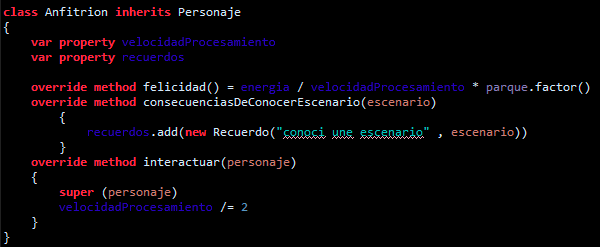 class Anfitrion inherits Personaje
{
var property velocidadProcesamiento
var property recuerdos
override method felicidad() = energia / velocidadProcesamiento * parque.factor()
override method consecuenciasDeConocerEscenario(escenario)
{
recuerdos.add(new Recuerdo("conoci une escenario" , escenario))
}
override method interactuar(personaje)
{
super (personaje)
velocidadProcesamiento /= 2
}
}